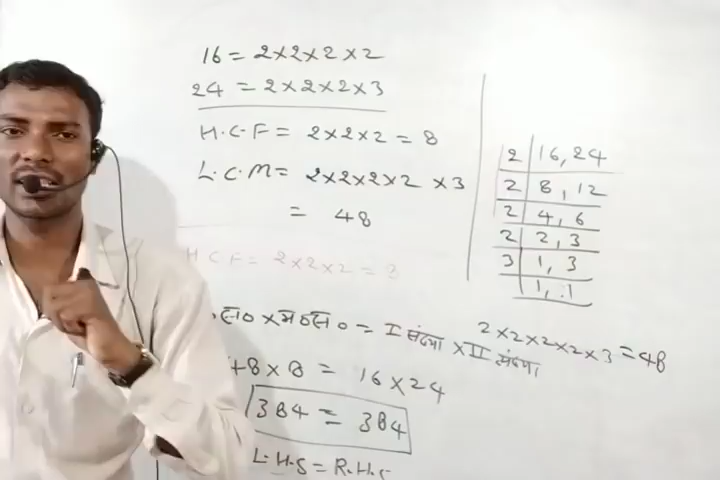 16 = 2×2×2×2
24 = 2×2×2×3
H.C.F = 2×2×2 = 8
L.C.M = 2×2×2×2 ×3
= 48
H C F = 2×2×2 = 8
2 | 16, 24
2 | 8, 12
2 | 4, 6
2 | 2, 3
3 | 1, 3
1, 1
2×2×2×2×3 = 48
ल०स० × म०स० = I संख्या × II संख्या
48×8 = 16×24
384 = 384
L.H.S = R.H.S